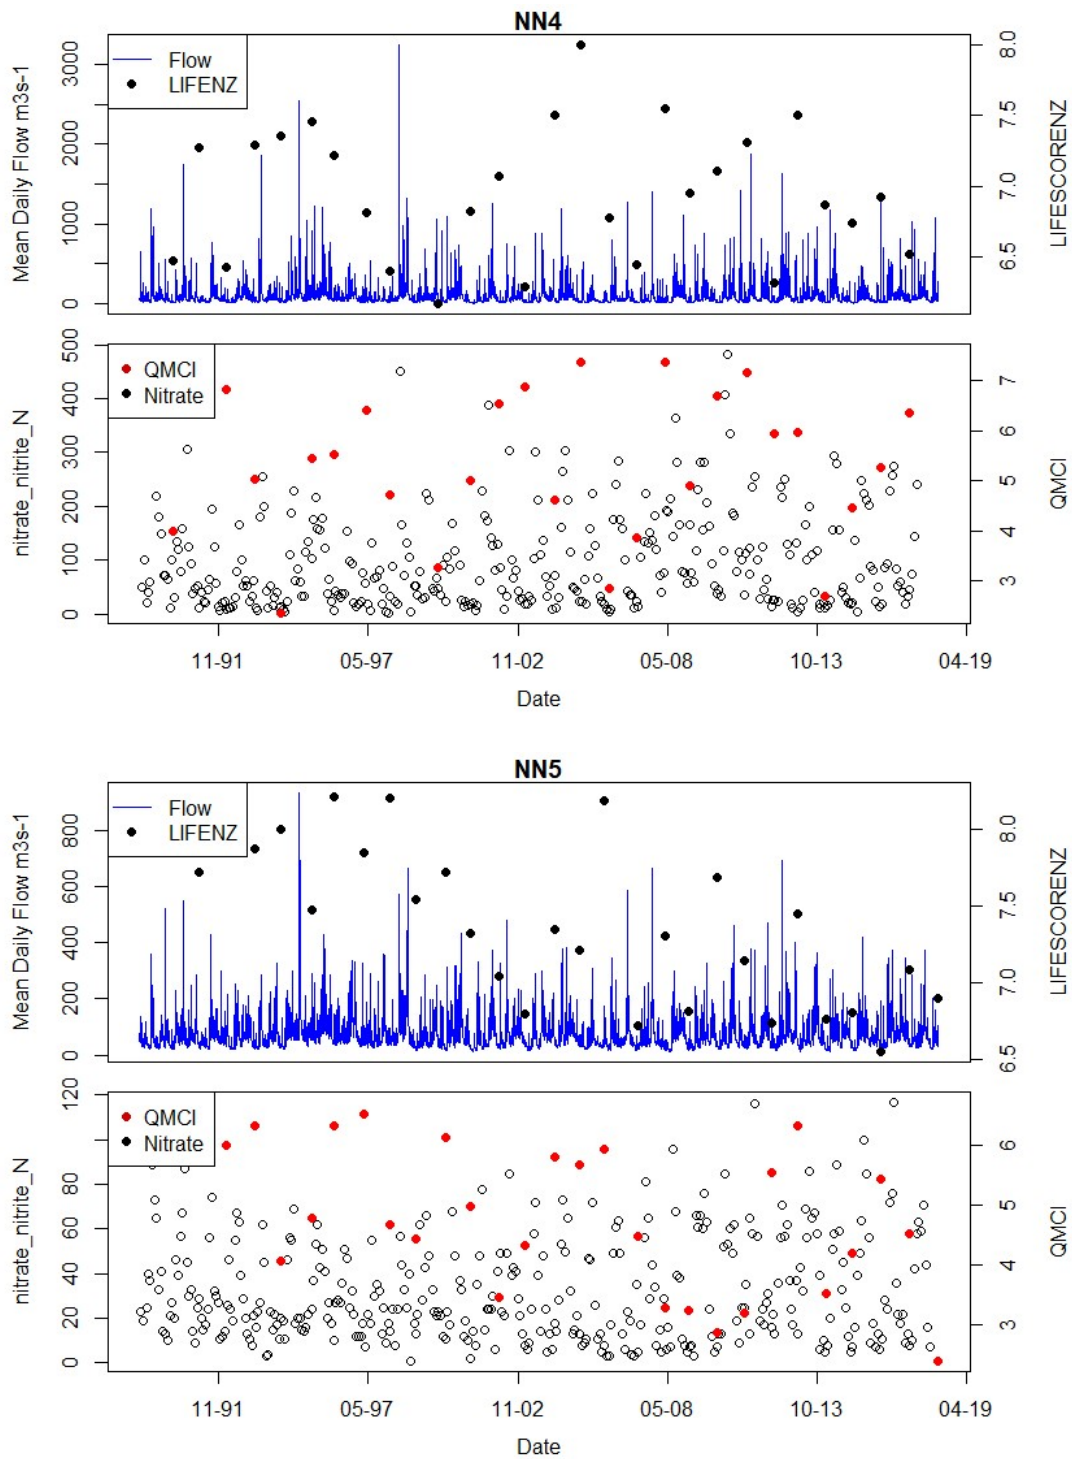 NN4
Flow
LIFENZ
Mean Daily Flow m3s-1
0
1000
2000
3000
6.5
7.0
7.5
8.0
LIFESCORENZ
QMCI
Nitrate
nitrate_nitrite_N
0
100
200
300
400
500
3
4
5
6
7
QMCI
11-91
05-97
11-02
05-08
10-13
04-19
Date
NN5
Flow
LIFENZ
Mean Daily Flow m3s-1
0
200
400
600
800
6.5
7.0
7.5
8.0
LIFESCORENZ
QMCI
Nitrate
nitrate_nitrite_N
0
20
40
60
80
120
3
4
5
6
QMCI
11-91
05-97
11-02
05-08
10-13
04-19
Date